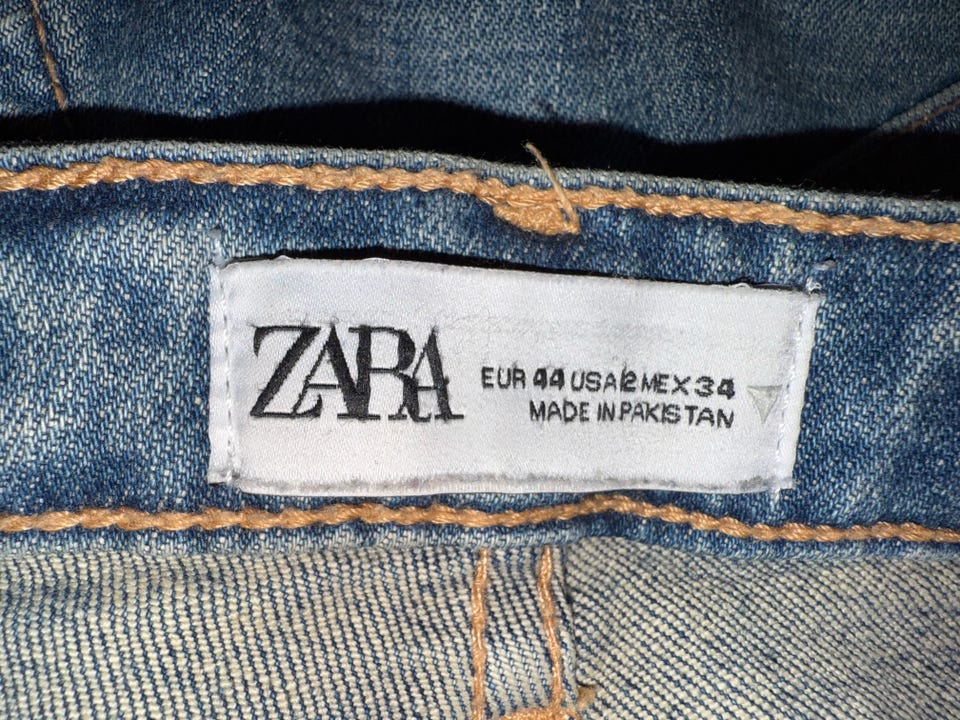 ZARA
EUR 44 USA 12 MEX 34
MADE IN PAKISTAN